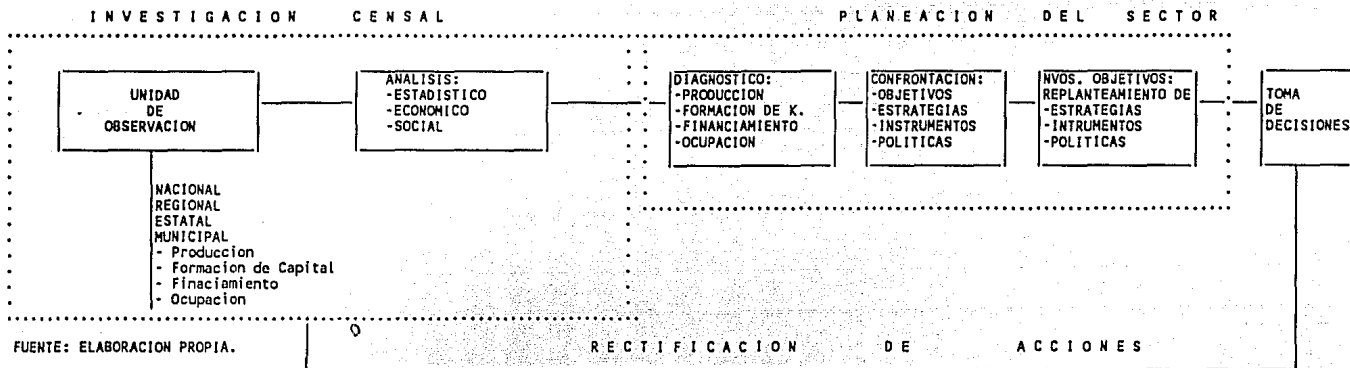 INVESTIGACION CENSAL
PLANEACION DEL SECTOR
UNIDAD
DE
OBSERVACION
ANALISIS:
-ESTADISTICO
-ECONOMICO
-SOCIAL
DIAGNOSTICO:
-PRODUCCION
-FORMACION DE K.
-FINANCIAMIENTO
-OCUPACION
CONFRONTACION:
-OBJETIVOS
-ESTRATEGIAS
-INSTRUMENTOS
-POLITICAS
NVOS. OBJETIVOS:
REPLANTEAMIENTO DE
-ESTRATEGIAS
-INTRUMENTOS
-POLITICAS
TOMA
DE
DECISIONES
NACIONAL
REGIONAL
ESTATAL
MUNICIPAL
- Produccion
- Formacion de Capital
- Finaciamiento
- Ocupacion
FUENTE: ELABORACION PROPIA.
RECTIFICACION DE ACCIONES